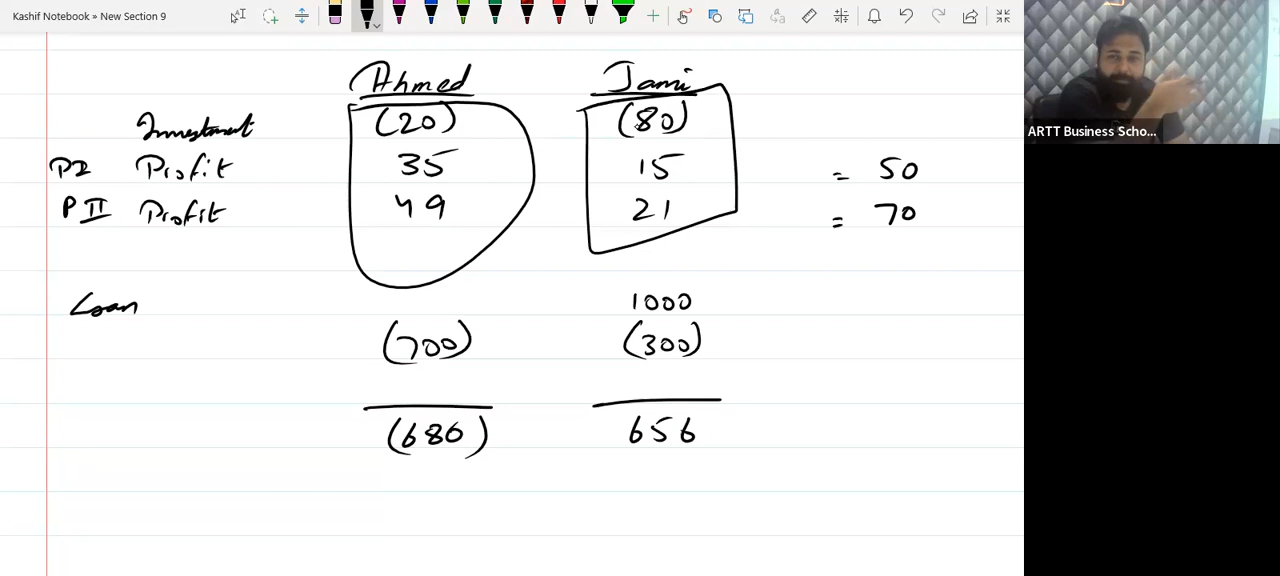 Kashif Notebook » New Section 9
Ahmed Jami
Investment (20) (80)
PI Profit 35 15 = 50
PII Profit 49 21 = 70
Loan 1000
(700) (300)
(686) 656
ARTT Business Scho...